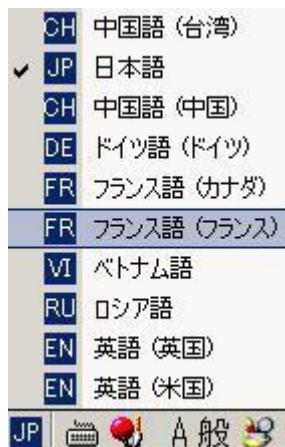 CH 中国語 (台湾)
JP 日本語
CH 中国語 (中国)
DE ドイツ語 (ドイツ)
FR フランス語 (カナダ)
FR フランス語 (フランス)
VI ベトナム語
RU ロシア語
EN 英語 (英国)
EN 英語 (米国)
JP A 般